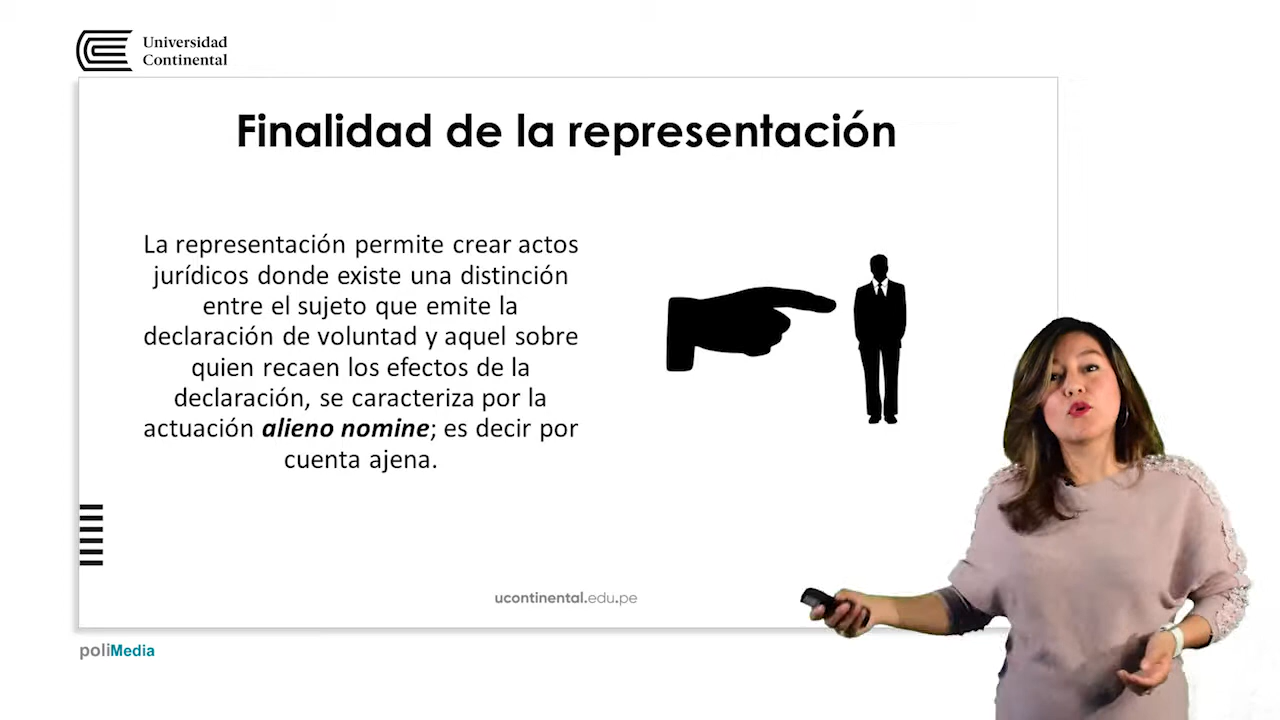 Universidad
Continental
Finalidad de la representación
La representación permite crear actos
jurídicos donde existe una distinción
entre el sujeto que emite la
declaración de voluntad y aquel sobre
quien recaen los efectos de la
declaración, se caracteriza por la
actuación alieno nomine; es decir por
cuenta ajena.
ucontinental.edu.pe
poliMedia